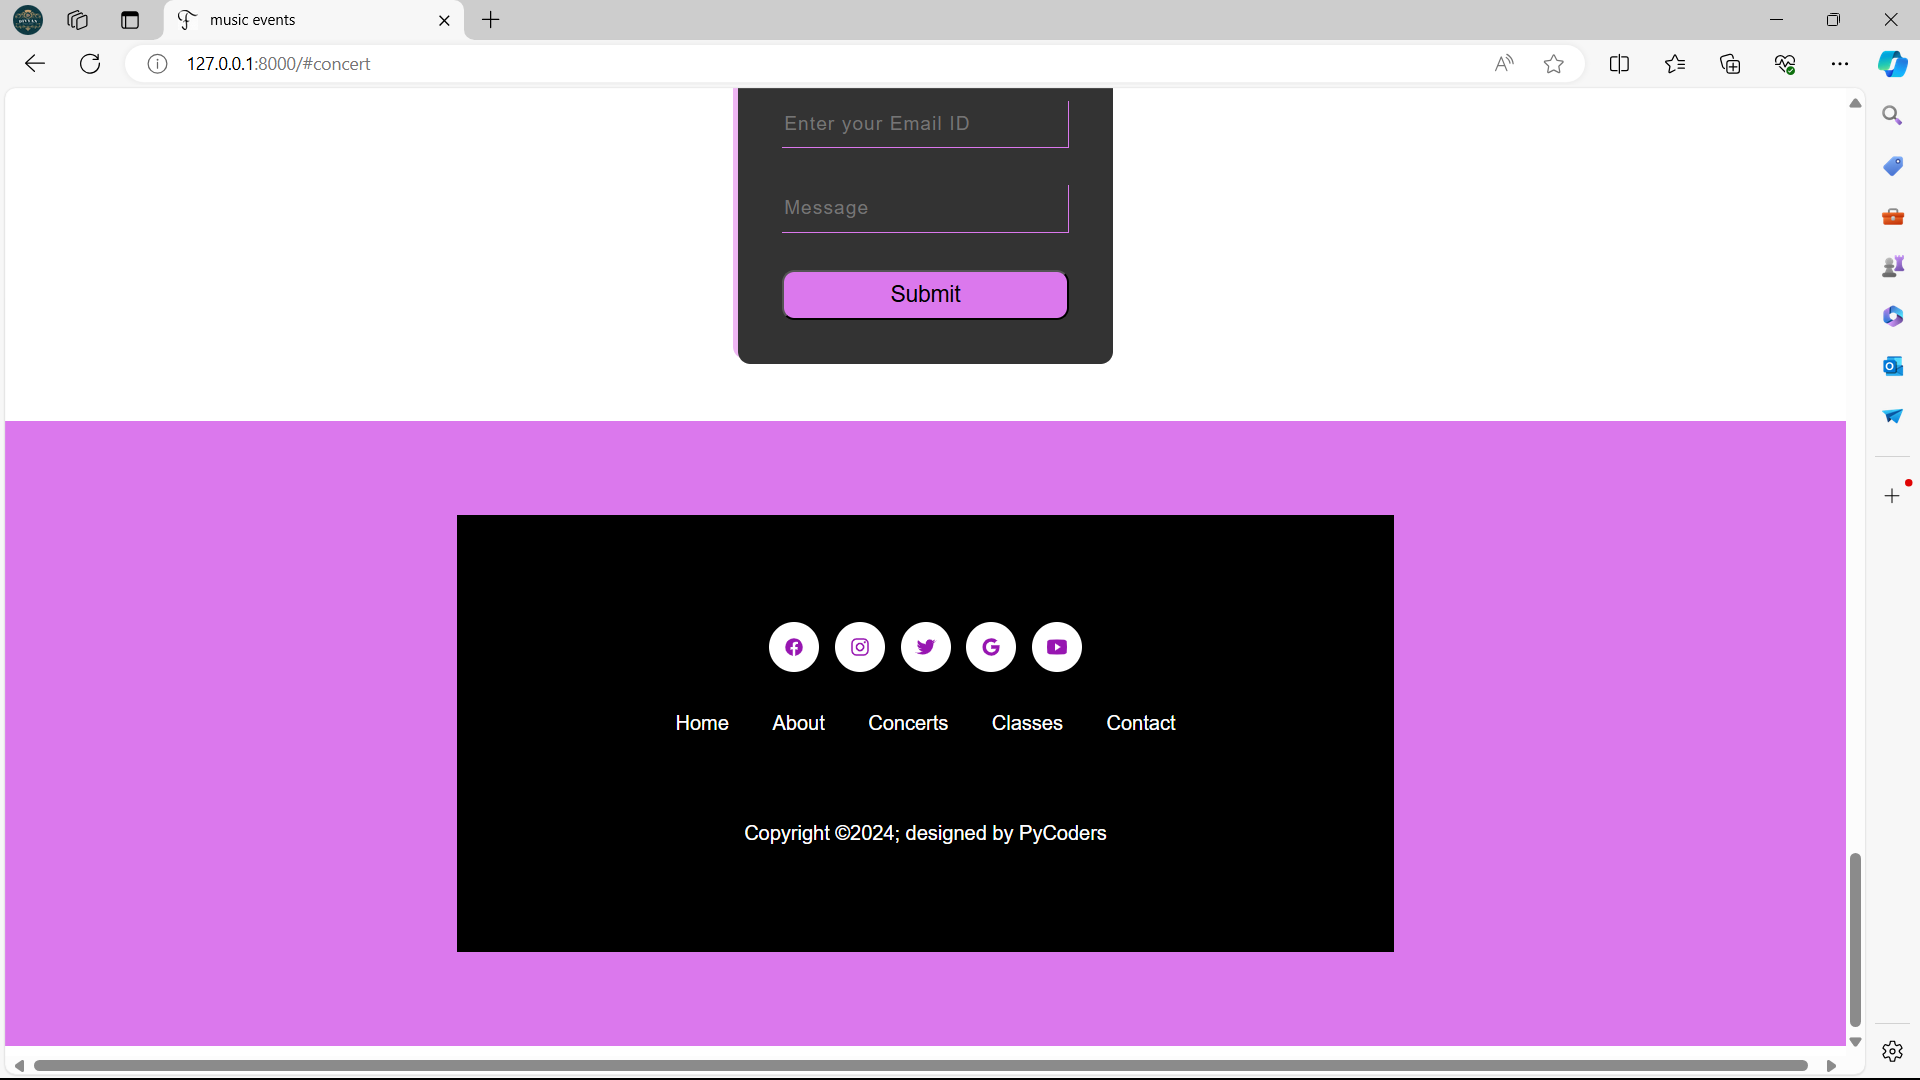 music events
127.0.0.1:8000/#concert
Enter your Email ID
Message
Submit
Home About Concerts Classes Contact
Copyright ©2024; designed by PyCoders